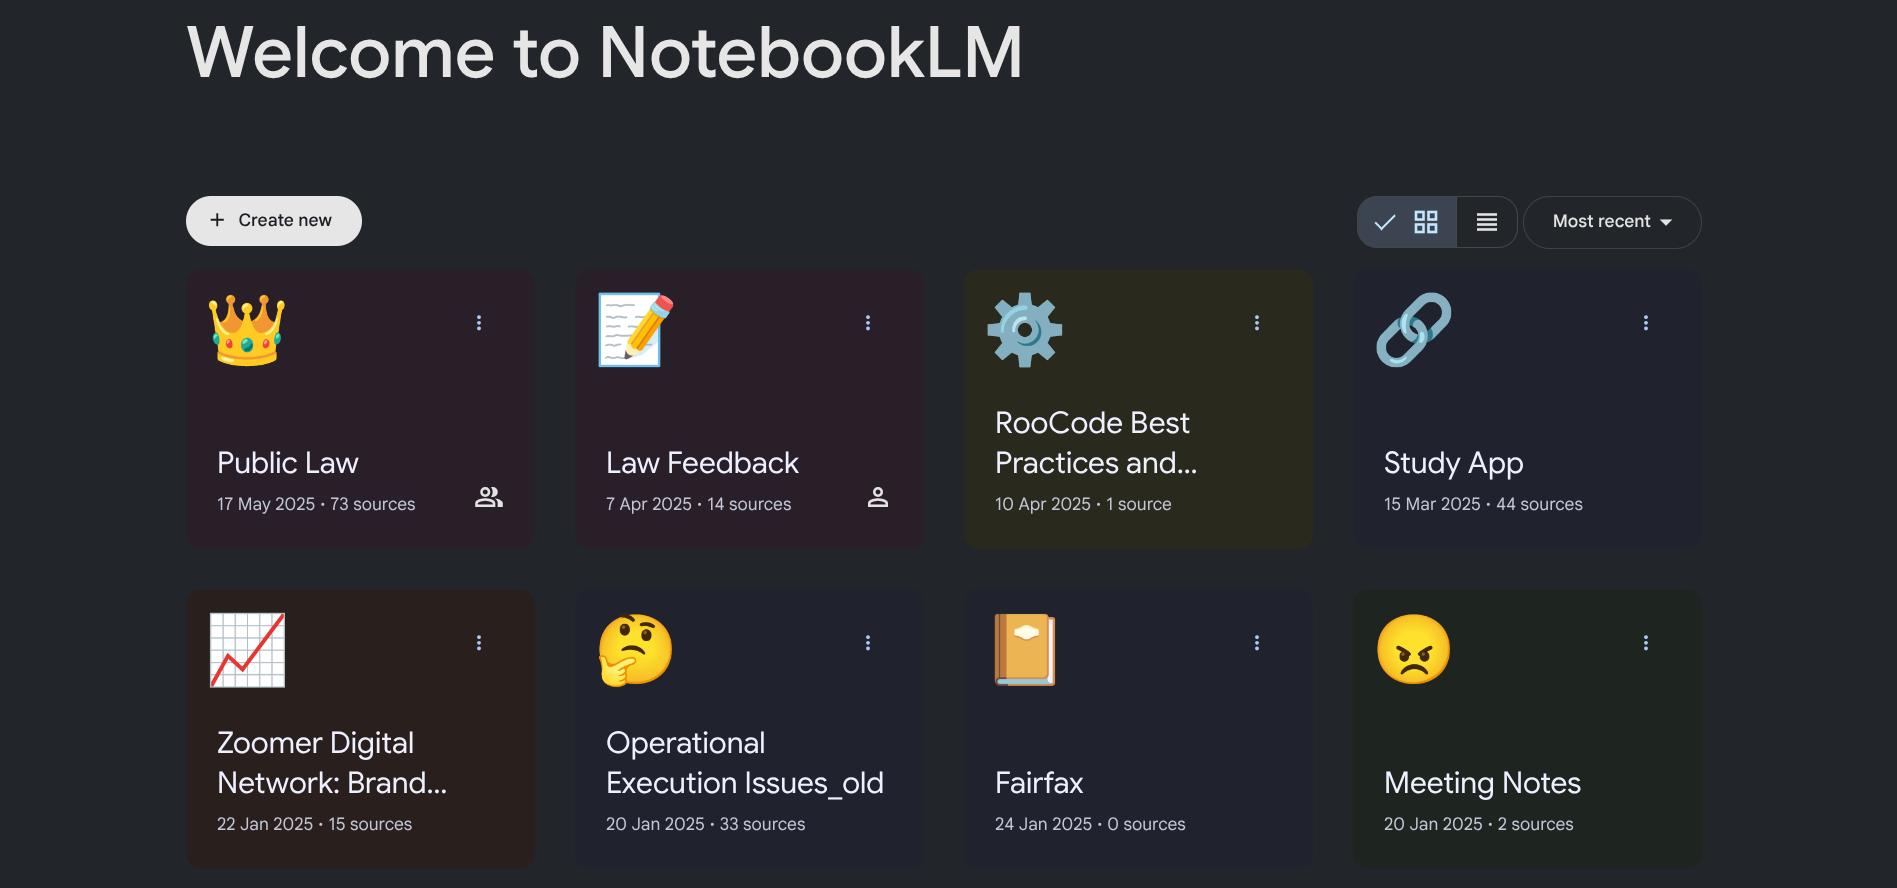 Welcome to NotebookLM
+ Create new
Most recent
Public Law
17 May 2025 • 73 sources
Law Feedback
7 Apr 2025 • 14 sources
RooCode Best
Practices and...
10 Apr 2025 • 1 source
Study App
15 Mar 2025 • 44 sources
Zoomer Digital
Network: Brand...
22 Jan 2025 • 15 sources
Operational
Execution Issues_old
20 Jan 2025 • 33 sources
Fairfax
24 Jan 2025 • 0 sources
Meeting Notes
20 Jan 2025 • 2 sources